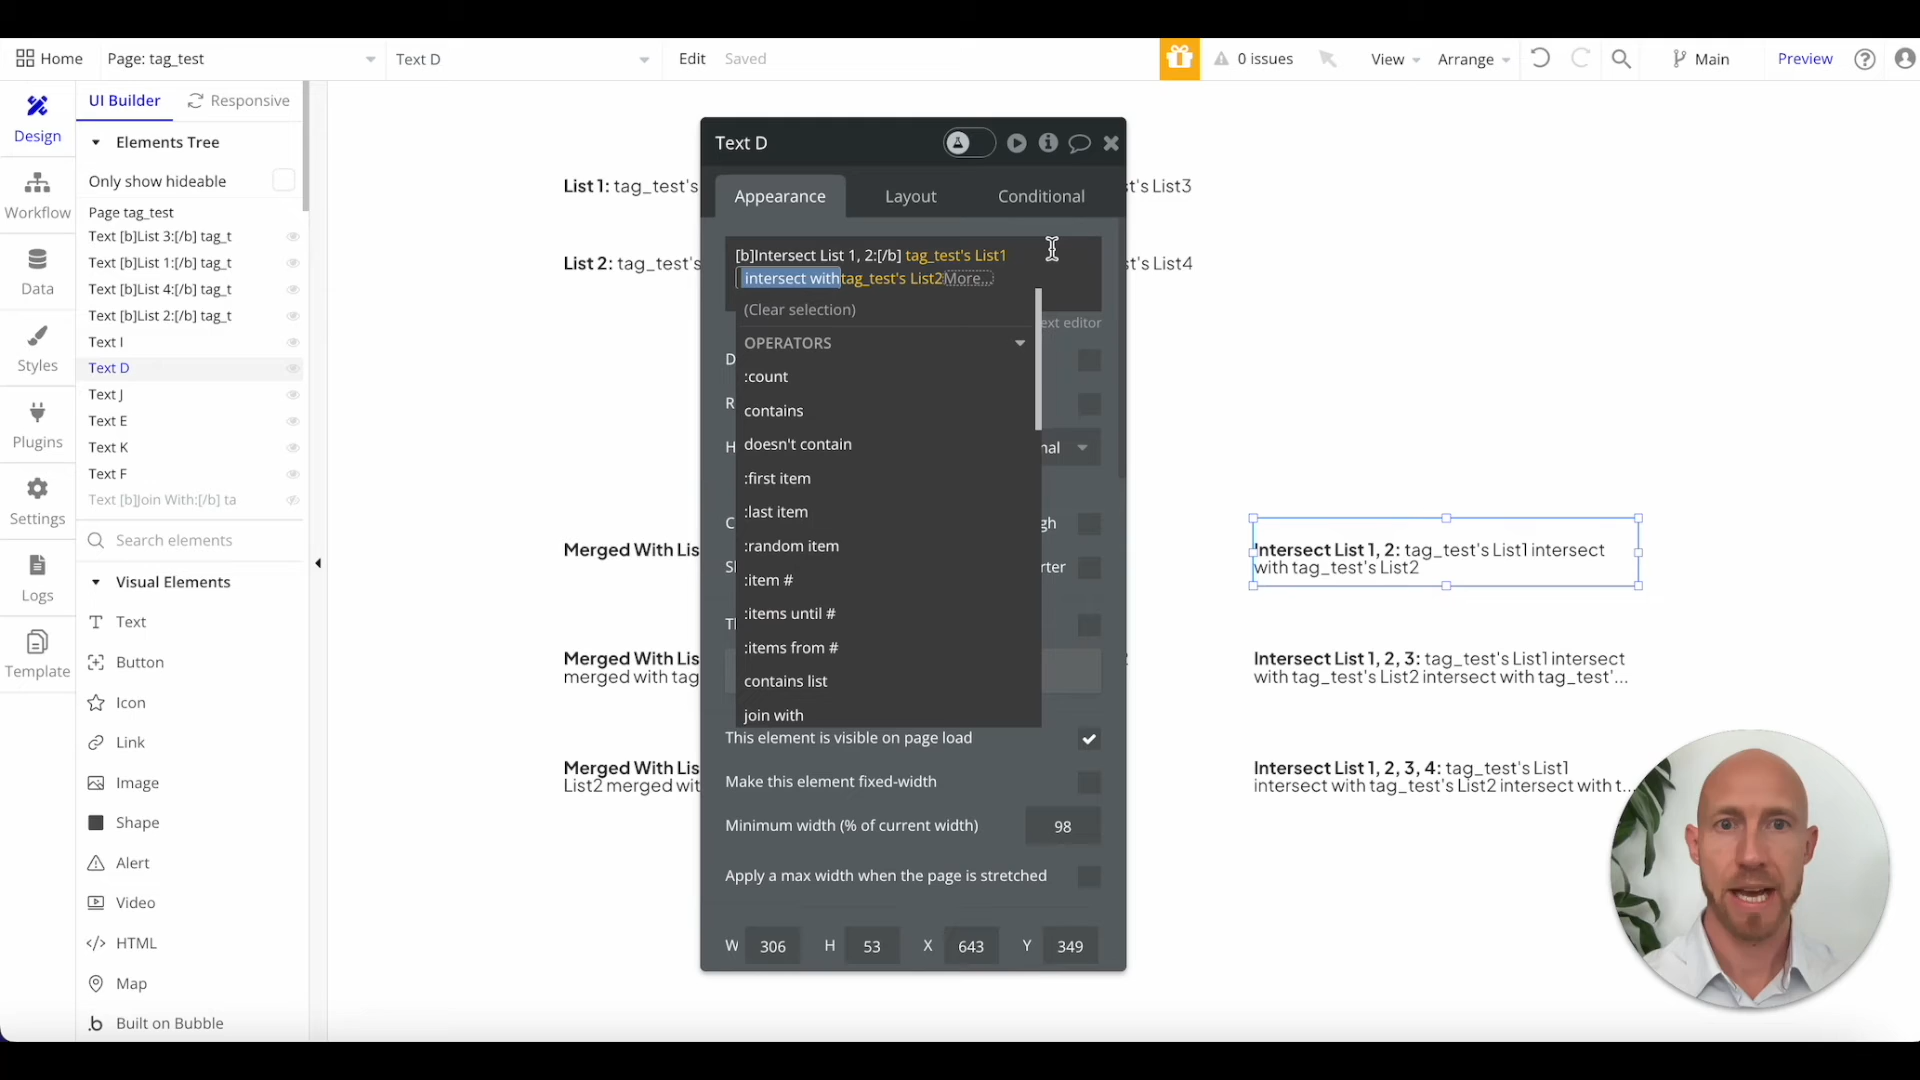 Home
Page: tag_test
Text D
Edit
Saved
0 issues
View
Arrange
Main
Preview
Design
Workflow
Data
Styles
Plugins
Settings
Logs
Template
UI Builder
Responsive
Elements Tree
Only show hideable
Page tag_test
Text [b]List 3:[/b] tag_t
Text [b]List 1:[/b] tag_t
Text [b]List 4:[/b] tag_t
Text [b]List 2:[/b] tag_t
Text I
Text D
Text J
Text E
Text K
Text F
Text [b]Join With:[/b] ta
Search elements
Visual Elements
Text
Button
Icon
Link
Image
Shape
Alert
Video
HTML
Map
Built on Bubble
List 1: tag_test's
t's List3
List 2: tag_test's
t's List4
Merged With Lis
Merged With Lis
merged with tag
Merged With Lis
List2 merged wit
Text D
Appearance
Layout
Conditional
[b]Intersect List 1, 2:[/b] tag_test's List1
intersect with tag_test's List2 More...
(Clear selection)
ext editor
OPERATORS
:count
contains
doesn't contain
:first item
:last item
:random item
:item #
:items until #
:items from #
contains list
join with
D
R
H
nal
C
gh
S
rter
T
This element is visible on page load
Make this element fixed-width
Minimum width (% of current width)
98
Apply a max width when the page is stretched
W 306 H 53 X 643 Y 349
Intersect List 1, 2: tag_test's List1 intersect
with tag_test's List2
Intersect List 1, 2, 3: tag_test's List1 intersect
with tag_test's List2 intersect with tag_test'...
Intersect List 1, 2, 3, 4: tag_test's List1
intersect with tag_test's List2 intersect with t...